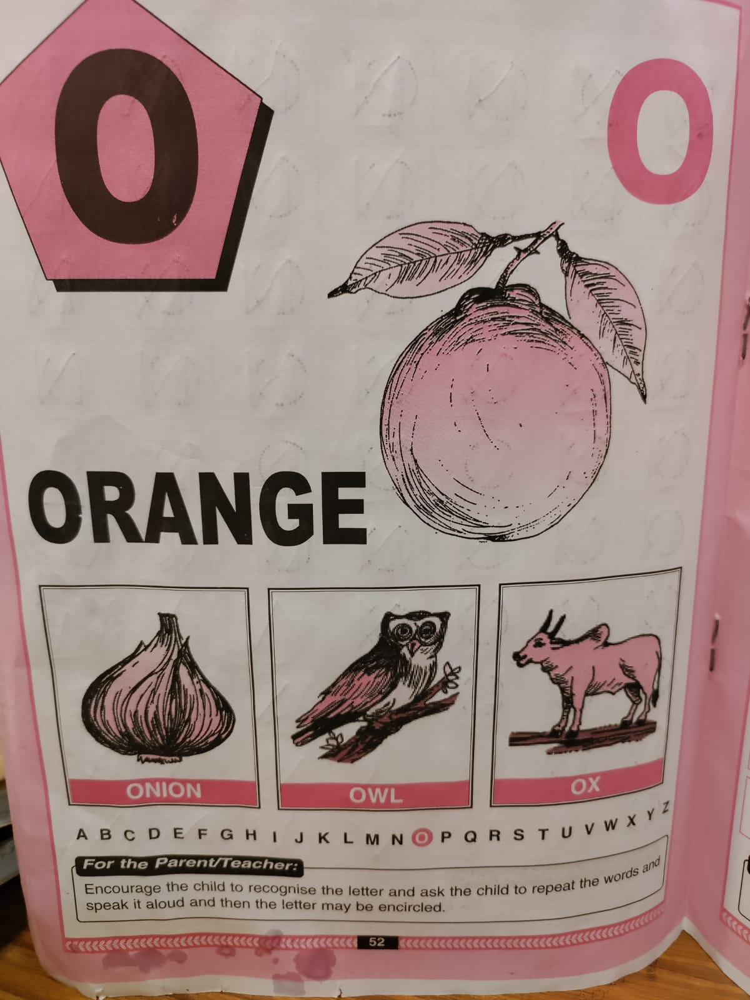 O
O
ORANGE
ONION
OWL
OX
A B C D E F G H I J K L M N O P Q R S T U V W X Y Z
For the Parent/Teacher:
Encourage the child to recognise the letter and ask the child to repeat the words and
speak it aloud and then the letter may be encircled.
52